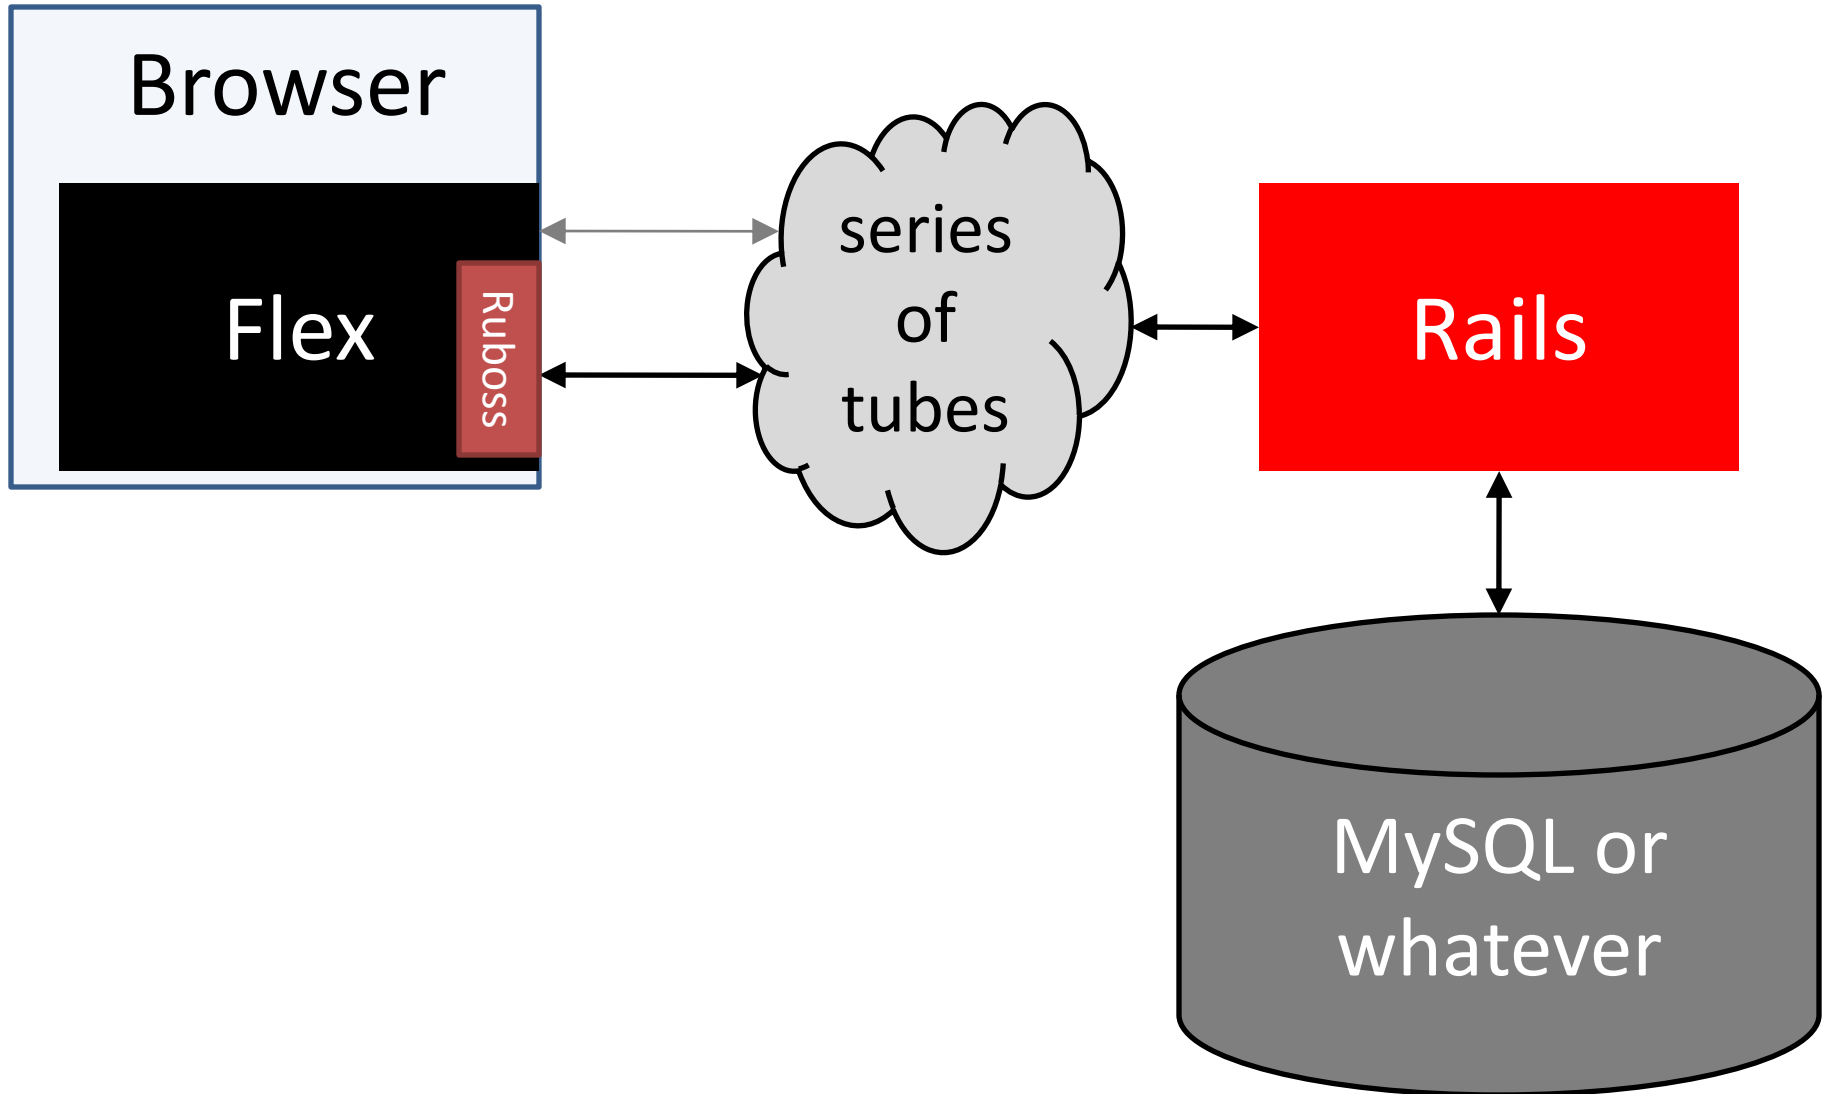 Browser
Flex
Ruboss
series
of
tubes
Rails
MySQL or
whatever